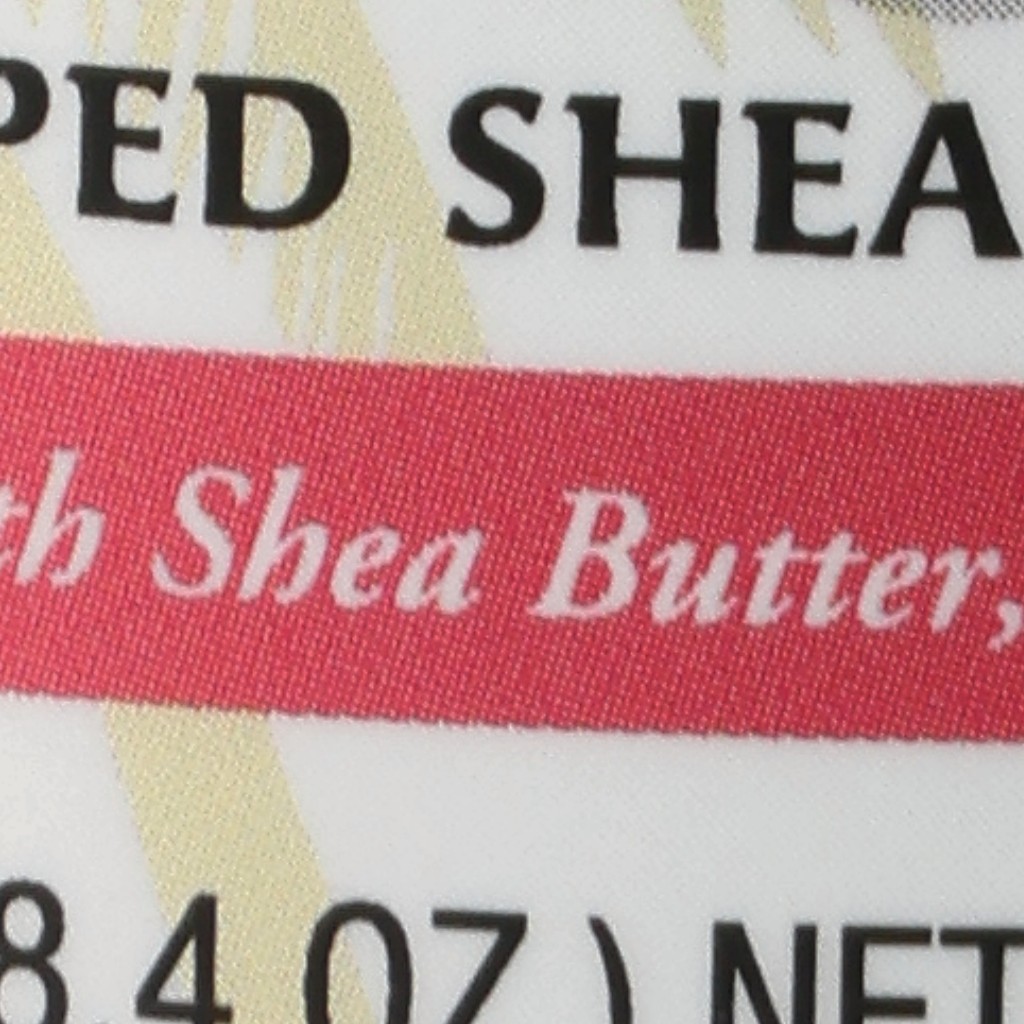 PED SHEA
th Shea Butter,
8.4 OZ ) NET